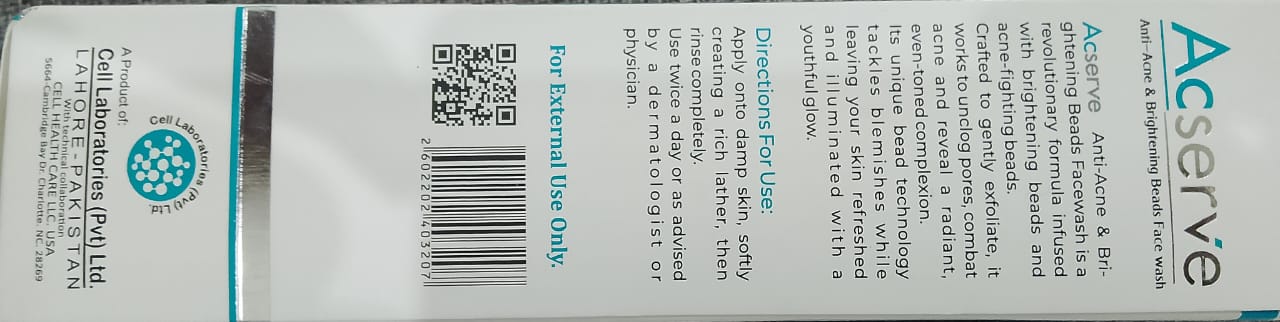 Acserve
Anti-Acne & Brightening Beads Face wash
Acserve Anti-Acne & Bri-
ghtening Beads Facewash is a
revolutionary formula infused
with brightening beads and
acne-fighting beads.
Crafted to gently exfoliate, it
works to unclog pores, combat
acne and reveal a radiant,
even-toned complexion.
Its unique bead technology
tackles blemishes while
leaving your skin refreshed
and illuminated with a
youthful glow.
Directions For Use:
Apply onto damp skin, softly
creating a rich lather, then
rinse completely.
Use twice a day or as advised
by a dermatologist or
physician.
For External Use Only.
2602202403207
Cell Laboratories (Pvt) Ltd.
A Product of:
Cell Laboratories (Pvt) Ltd.
LAHORE-PAKISTAN
With technical collaboration
CELL HEALTH CARE LLC., USA
5664-Cambridge Bay Dr. Charlotte. NC. 28269